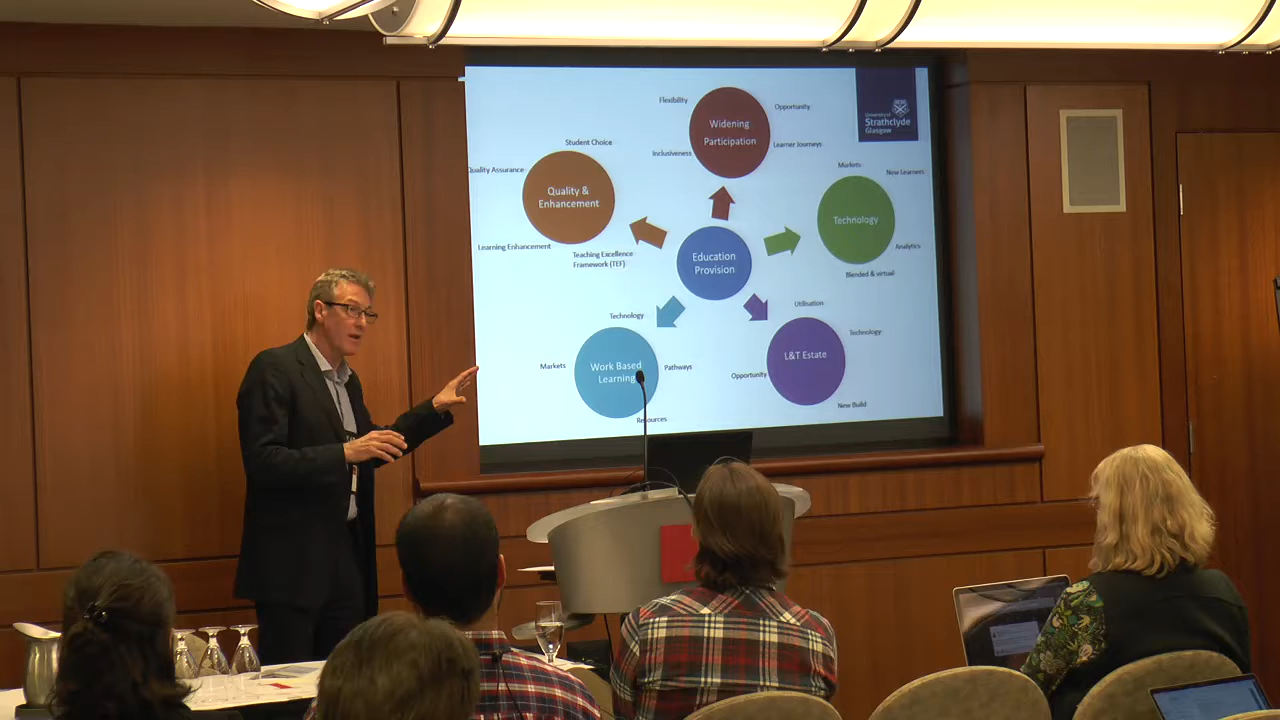 Flexibility
Opportunity
Widening
Participation
Inclusiveness
Learner Journeys
University of
Strathclyde
Glasgow
Student Choice
Quality Assurance
Quality &
Enhancement
Learning Enhancement
Teaching Excellence
Framework (TEF)
Markets
New Learners
Technology
Analytics
Blended & virtual
Education
Provision
Technology
Markets
Work Based
Learning
Pathways
Resources
Utilisation
Technology
L&T Estate
Opportunity
New Build